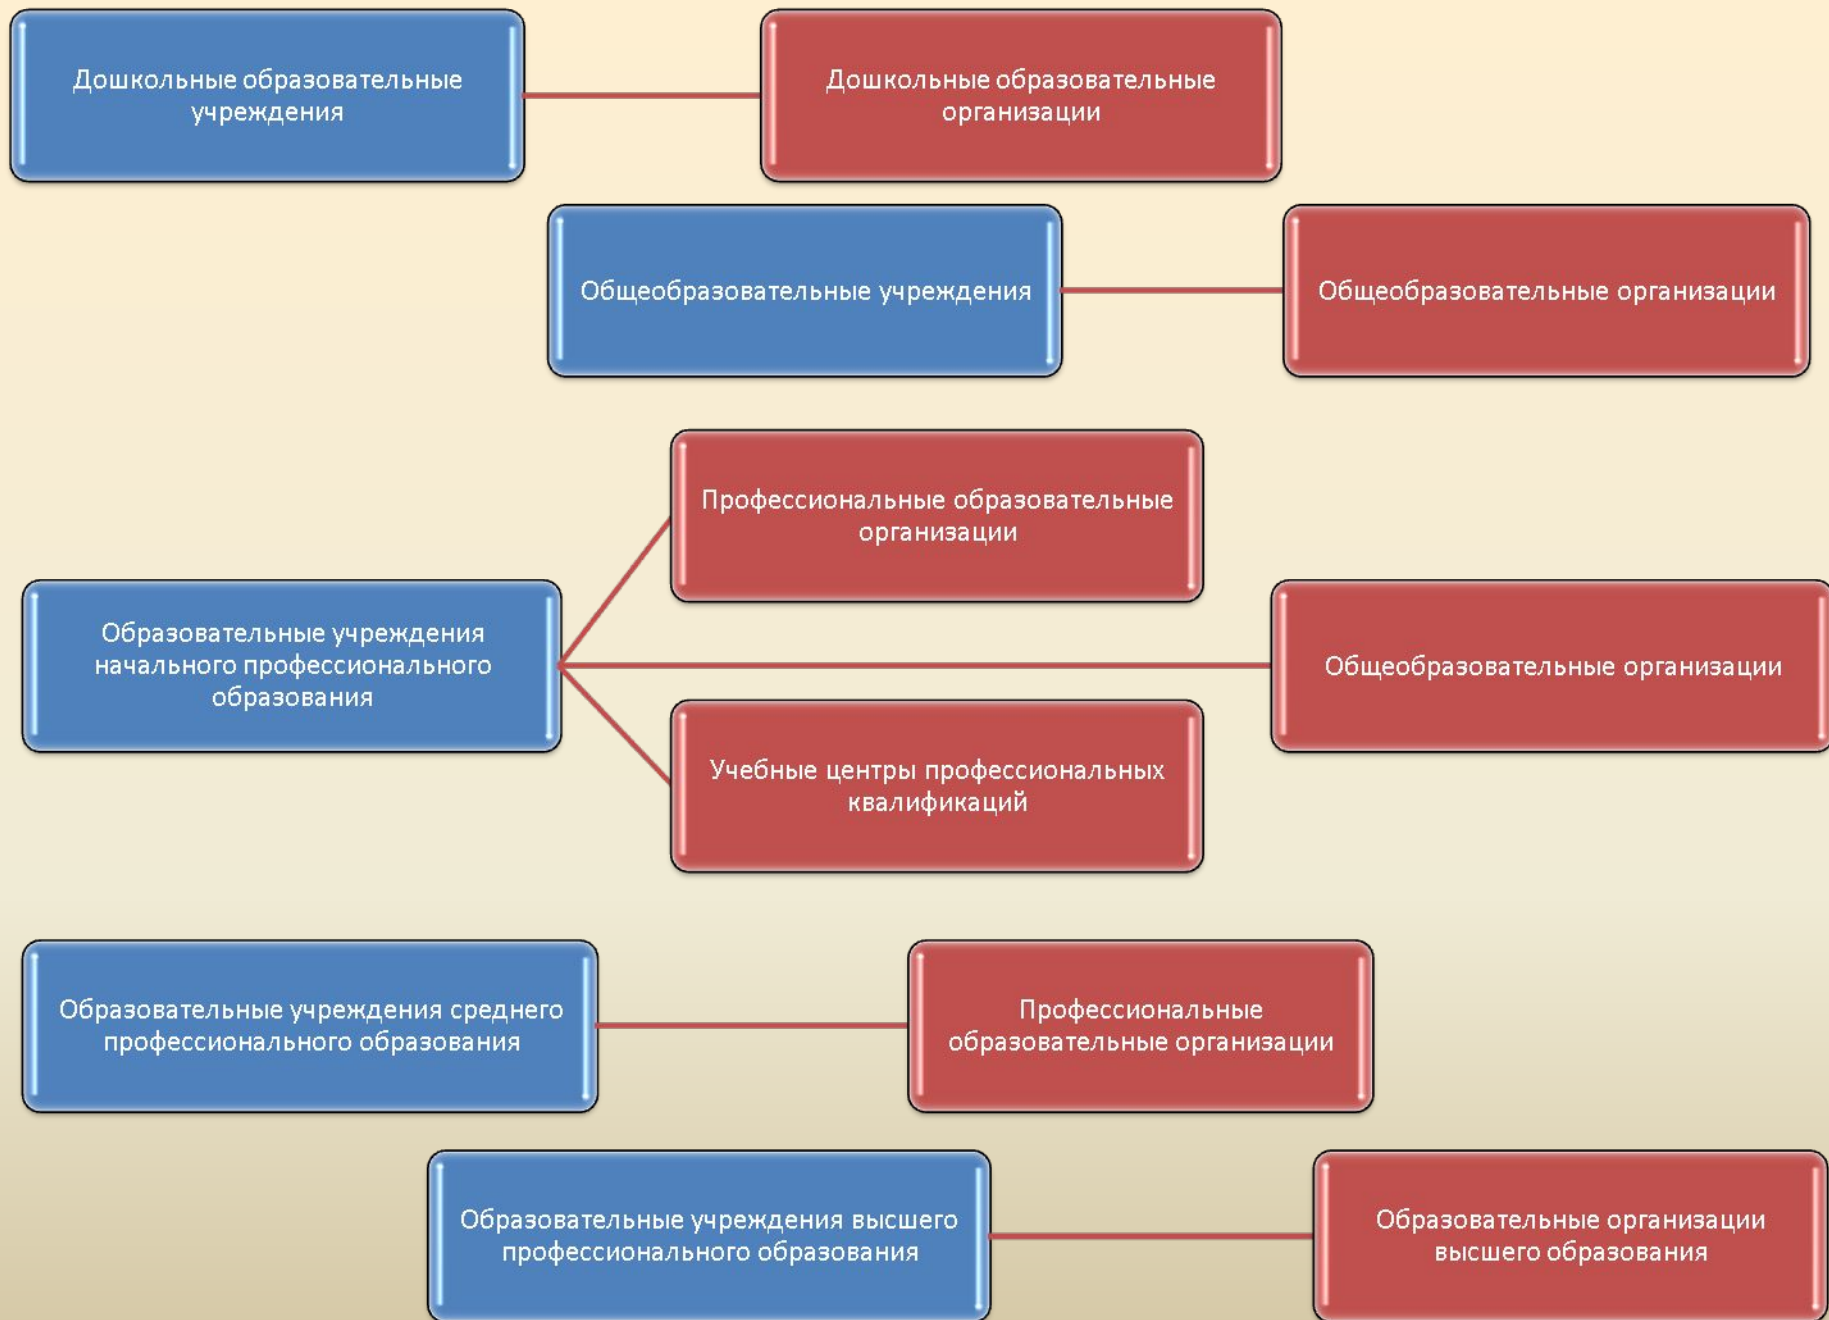 Дошкольные образовательные
учреждения
Дошкольные образовательные
организации
Общеобразовательные учреждения
Общеобразовательные организации
Профессиональные образовательные
организации
Образовательные учреждения
начального профессионального
образования
Общеобразовательные организации
Учебные центры профессиональных
квалификаций
Образовательные учреждения среднего
профессионального образования
Профессиональные
образовательные организации
Образовательные учреждения высшего
профессионального образования
Образовательные организации
высшего образования